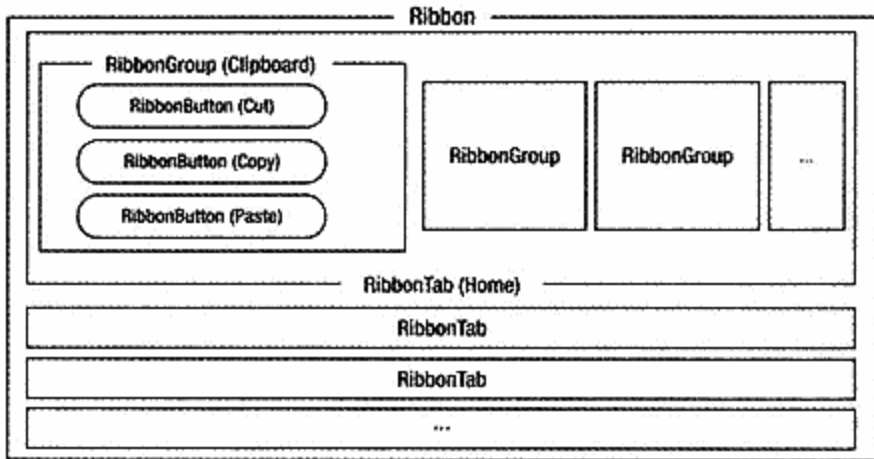 Ribbon
RibbonGroup (Clipboard)
RibbonButton (Cut)
RibbonButton (Copy)
RibbonButton (Paste)
RibbonGroup
RibbonGroup
...
RibbonTab (Home)
RibbonTab
RibbonTab
...